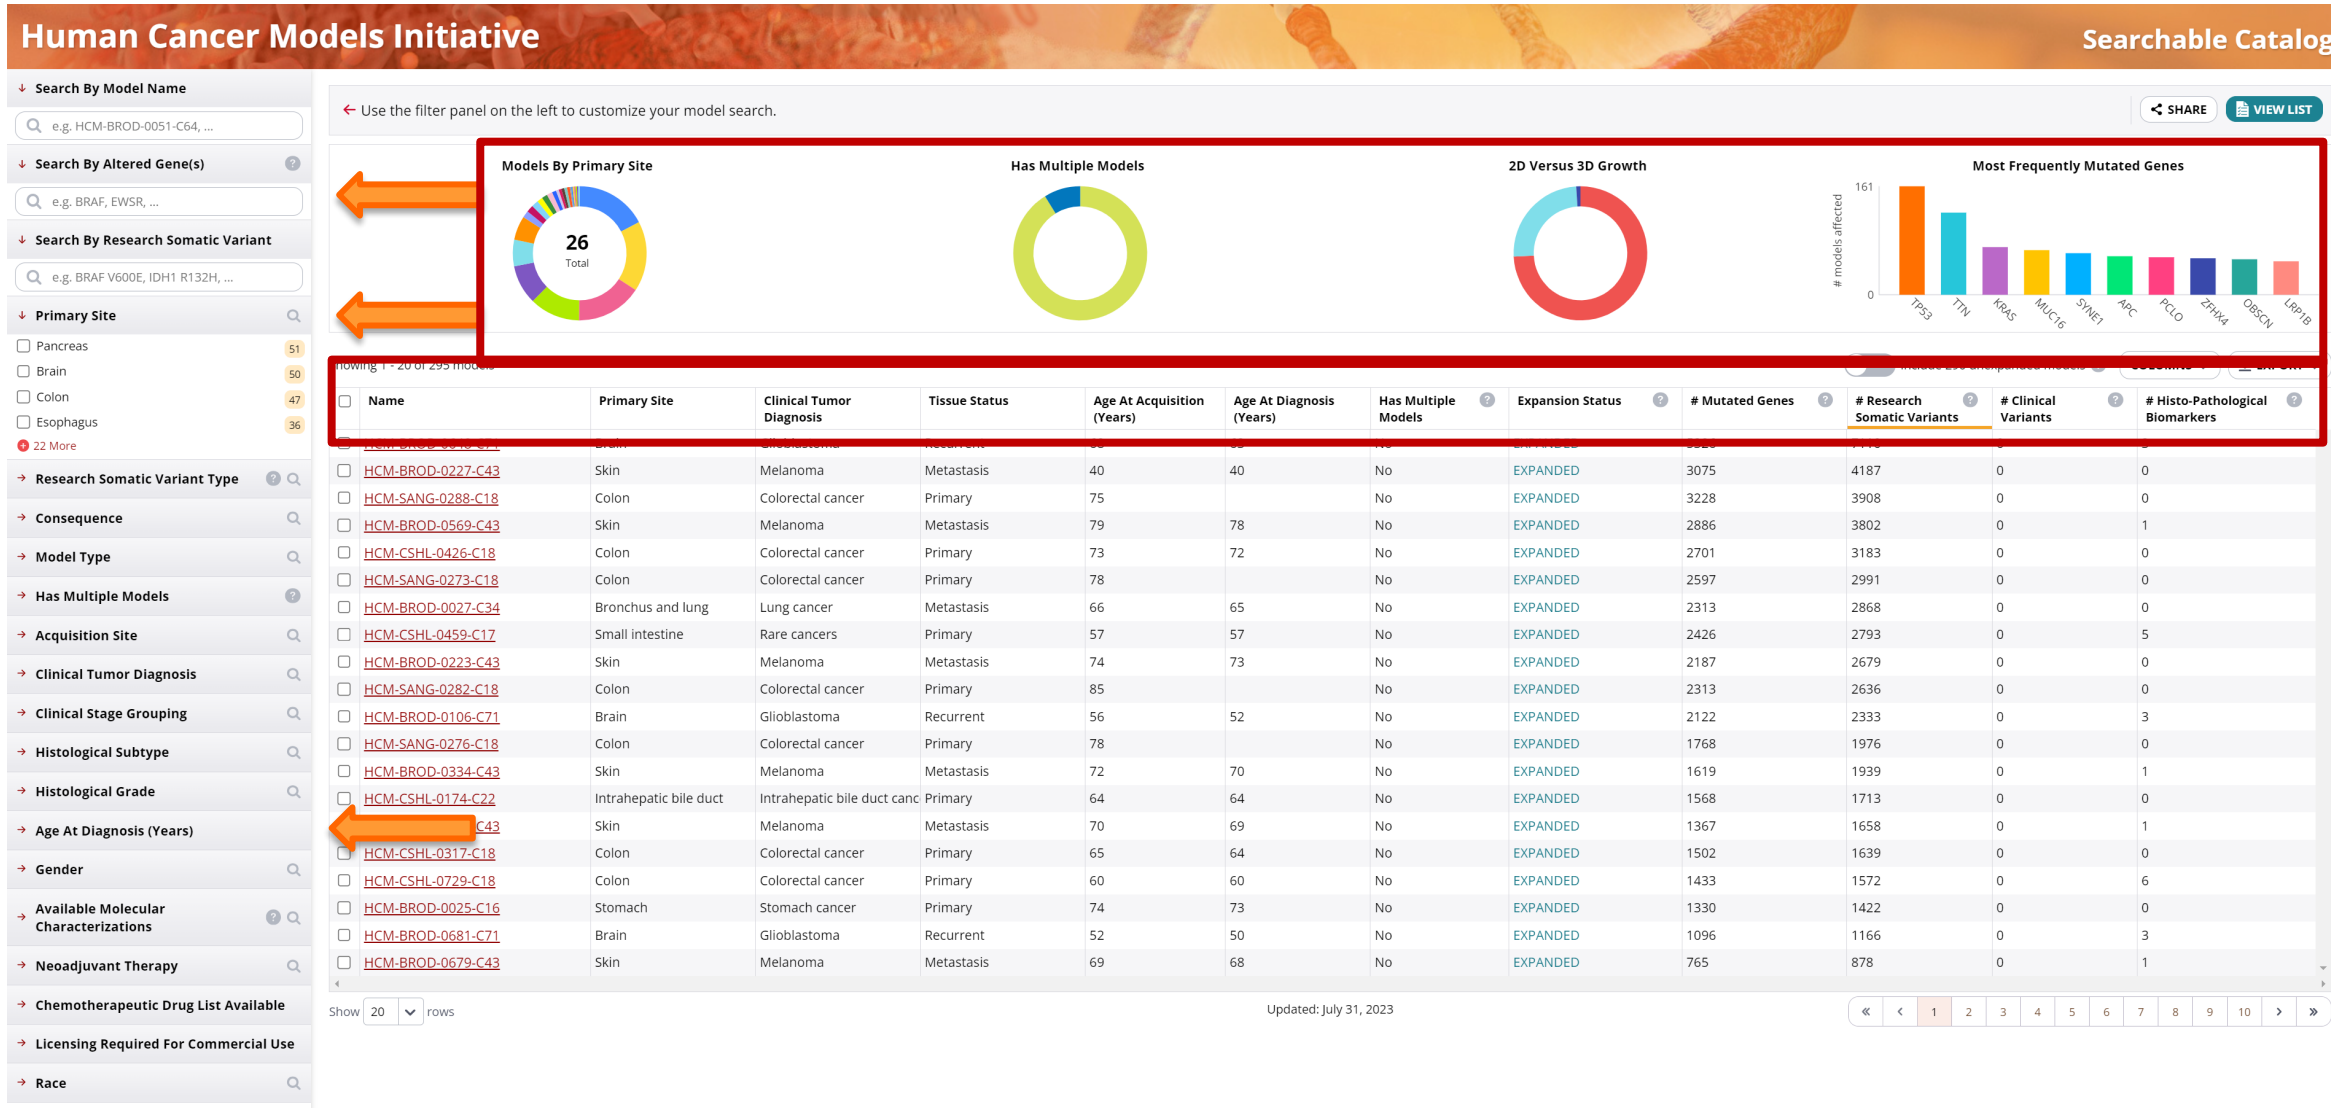 Human Cancer Models Initiative
Searchable Catalog
Search By Model Name
e.g. HCM-BROD-0051-C64, ...
Search By Altered Gene(s)
e.g. BRAF, EWSR, ...
Search By Research Somatic Variant
e.g. BRAF V600E, IDH1 R132H, ...
Primary Site
Pancreas 51
Brain 50
Colon 47
Esophagus 36
22 More
Research Somatic Variant Type
Consequence
Model Type
Has Multiple Models
Acquisition Site
Clinical Tumor Diagnosis
Clinical Stage Grouping
Histological Subtype
Histological Grade
Age At Diagnosis (Years)
Gender
Available Molecular
Characterizations
Neoadjuvant Therapy
Chemotherapeutic Drug List Available
Licensing Required For Commercial Use
Race
Use the filter panel on the left to customize your model search.
SHARE
VIEW LIST
Models By Primary Site
26
Total
Has Multiple Models
2D Versus 3D Growth
Most Frequently Mutated Genes
# models affected
161
0
TP53 TTN KRAS MUC16 SYNE1 APC PCLO ZFHX4 OBSCN LRP1B
Name Primary Site Clinical Tumor Diagnosis Tissue Status Age At Acquisition (Years) Age At Diagnosis (Years) Has Multiple Models Expansion Status # Mutated Genes # Research Somatic Variants # Clinical Variants # Histo-Pathological Biomarkers
HCM-BROD-0227-C43 Skin Melanoma Metastasis 40 40 No EXPANDED 3075 4187 0 0
HCM-SANG-0288-C18 Colon Colorectal cancer Primary 75 No EXPANDED 3228 3908 0 0
HCM-BROD-0569-C43 Skin Melanoma Metastasis 79 78 No EXPANDED 2886 3802 0 1
HCM-CSHL-0426-C18 Colon Colorectal cancer Primary 73 72 No EXPANDED 2701 3183 0 0
HCM-SANG-0273-C18 Colon Colorectal cancer Primary 78 No EXPANDED 2597 2991 0 0
HCM-BROD-0027-C34 Bronchus and lung Lung cancer Metastasis 66 65 No EXPANDED 2313 2868 0 0
HCM-CSHL-0459-C17 Small intestine Rare cancers Primary 57 57 No EXPANDED 2426 2793 0 5
HCM-BROD-0223-C43 Skin Melanoma Metastasis 74 73 No EXPANDED 2187 2679 0 0
HCM-SANG-0282-C18 Colon Colorectal cancer Primary 85 No EXPANDED 2313 2636 0 0
HCM-BROD-0106-C71 Brain Glioblastoma Recurrent 56 52 No EXPANDED 2122 2333 0 3
HCM-SANG-0276-C18 Colon Colorectal cancer Primary 78 No EXPANDED 1768 1976 0 0
HCM-BROD-0334-C43 Skin Melanoma Metastasis 72 70 No EXPANDED 1619 1939 0 1
HCM-CSHL-0174-C22 Intrahepatic bile duct Intrahepatic bile duct canc Primary 64 64 No EXPANDED 1568 1713 0 0
C43 Skin Melanoma Metastasis 70 69 No EXPANDED 1367 1658 0 1
HCM-CSHL-0317-C18 Colon Colorectal cancer Primary 65 64 No EXPANDED 1502 1639 0 0
HCM-CSHL-0729-C18 Colon Colorectal cancer Primary 60 60 No EXPANDED 1433 1572 0 6
HCM-BROD-0025-C16 Stomach Stomach cancer Primary 74 73 No EXPANDED 1330 1422 0 0
HCM-BROD-0681-C71 Brain Glioblastoma Recurrent 52 50 No EXPANDED 1096 1166 0 3
HCM-BROD-0679-C43 Skin Melanoma Metastasis 69 68 No EXPANDED 765 878 0 1
Show 20 rows
Updated: July 31, 2023
« < 1 2 3 4 5 6 7 8 9 10 > »